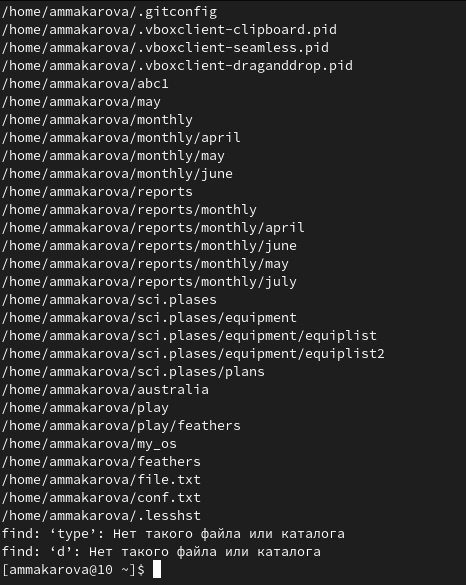 /home/ammakarova/.gitconfig
/home/ammakarova/.vboxclient-clipboard.pid
/home/ammakarova/.vboxclient-seamless.pid
/home/ammakarova/.vboxclient-draganddrop.pid
/home/ammakarova/abc1
/home/ammakarova/may
/home/ammakarova/monthly
/home/ammakarova/monthly/april
/home/ammakarova/monthly/may
/home/ammakarova/monthly/june
/home/ammakarova/reports
/home/ammakarova/reports/monthly
/home/ammakarova/reports/monthly/april
/home/ammakarova/reports/monthly/june
/home/ammakarova/reports/monthly/may
/home/ammakarova/reports/monthly/july
/home/ammakarova/sci.plases
/home/ammakarova/sci.plases/equipment
/home/ammakarova/sci.plases/equipment/equiplist
/home/ammakarova/sci.plases/equipment/equiplist2
/home/ammakarova/sci.plases/plans
/home/ammakarova/australia
/home/ammakarova/play
/home/ammakarova/play/feathers
/home/ammakarova/my_os
/home/ammakarova/feathers
/home/ammakarova/file.txt
/home/ammakarova/conf.txt
/home/ammakarova/.lesshst
find: ‘type’: Нет такого файла или каталога
find: ‘d’: Нет такого файла или каталога
[ammakarova@10 ~]$